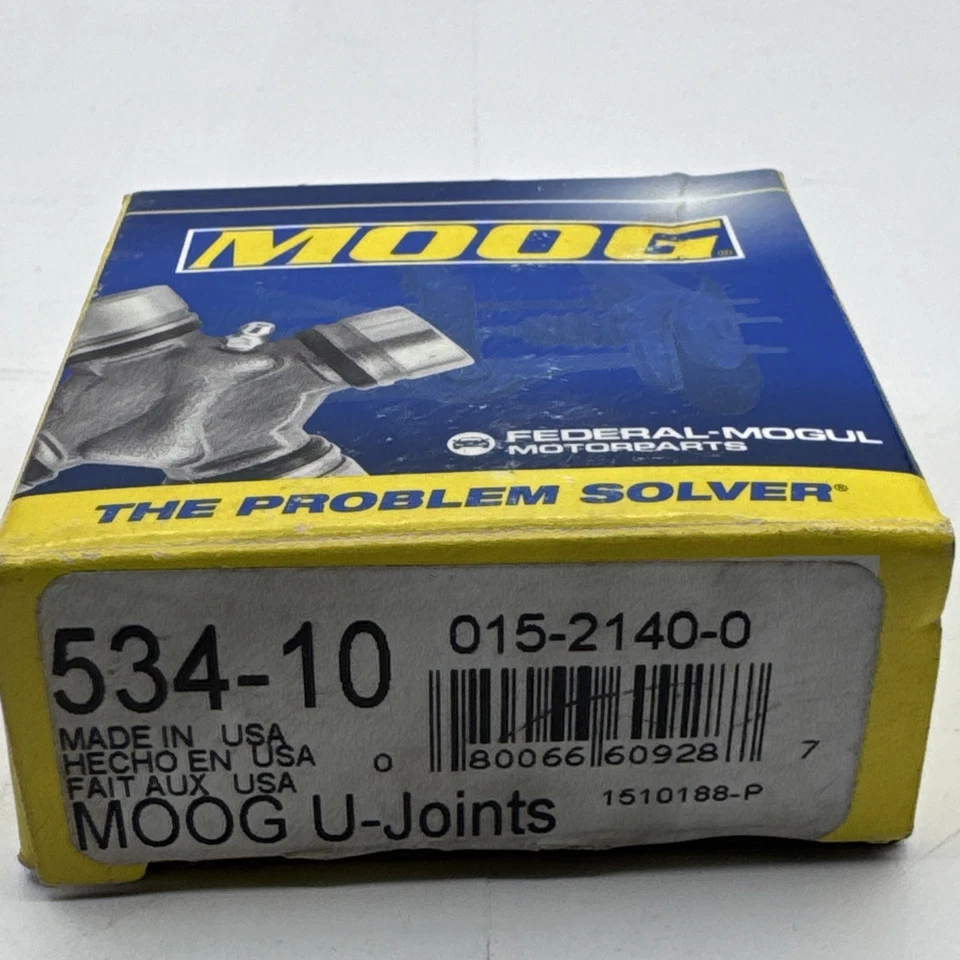 MOOG
FEDERAL-MOGUL
MOTORPARTS
THE PROBLEM SOLVER®
534-10
015-2140-0
MADE IN USA
HECHO EN USA
FAIT AUX USA
0 80066 60928 7
1510188-P
MOOG U-Joints